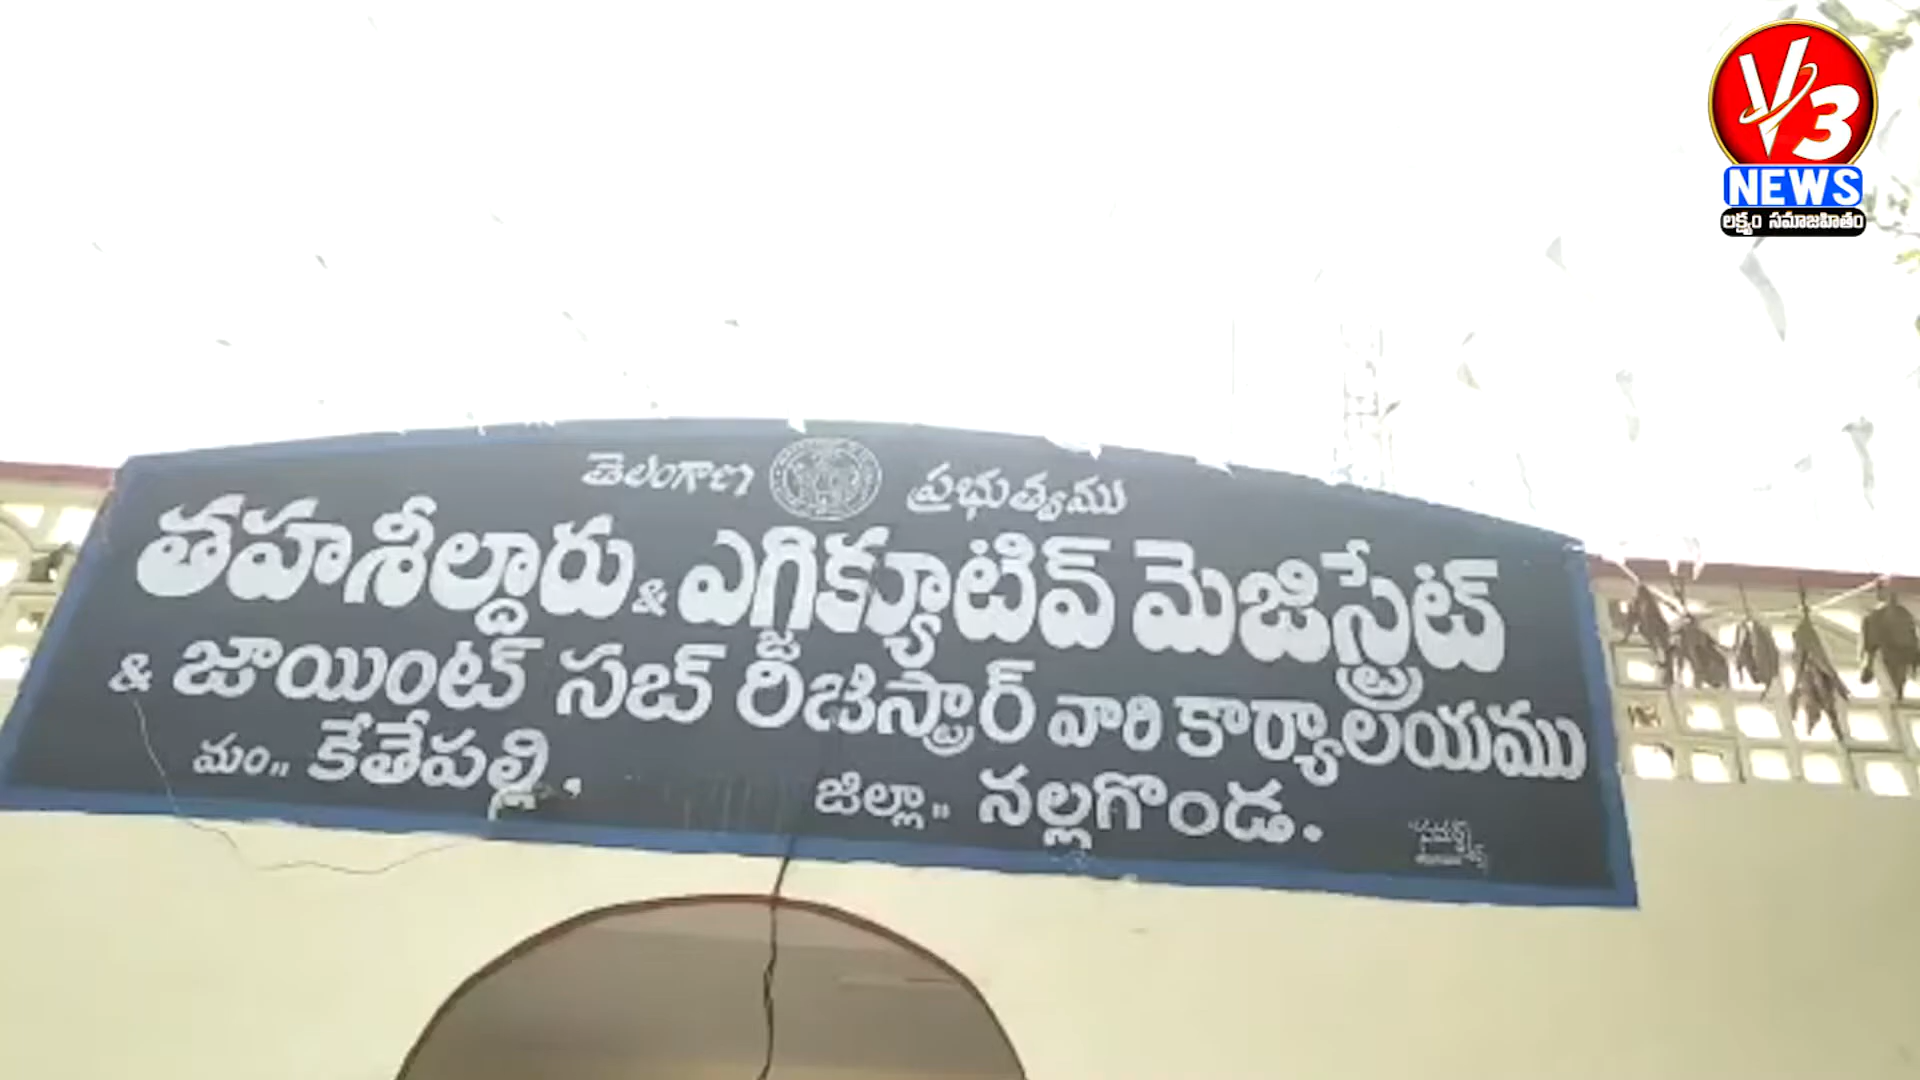 V3
NEWS
లక్ష్యం సమాజహితం
తెలంగాణ ప్రభుత్వము
తహశీల్దారు & ఎగ్జిక్యూటివ్ మెజిస్ట్రేట్
& జాయింట్ సబ్ రిజిస్ట్రార్ వారి కార్యాలయము
మం,, కేతేపల్లి. జిల్లా,, నల్లగొండ.